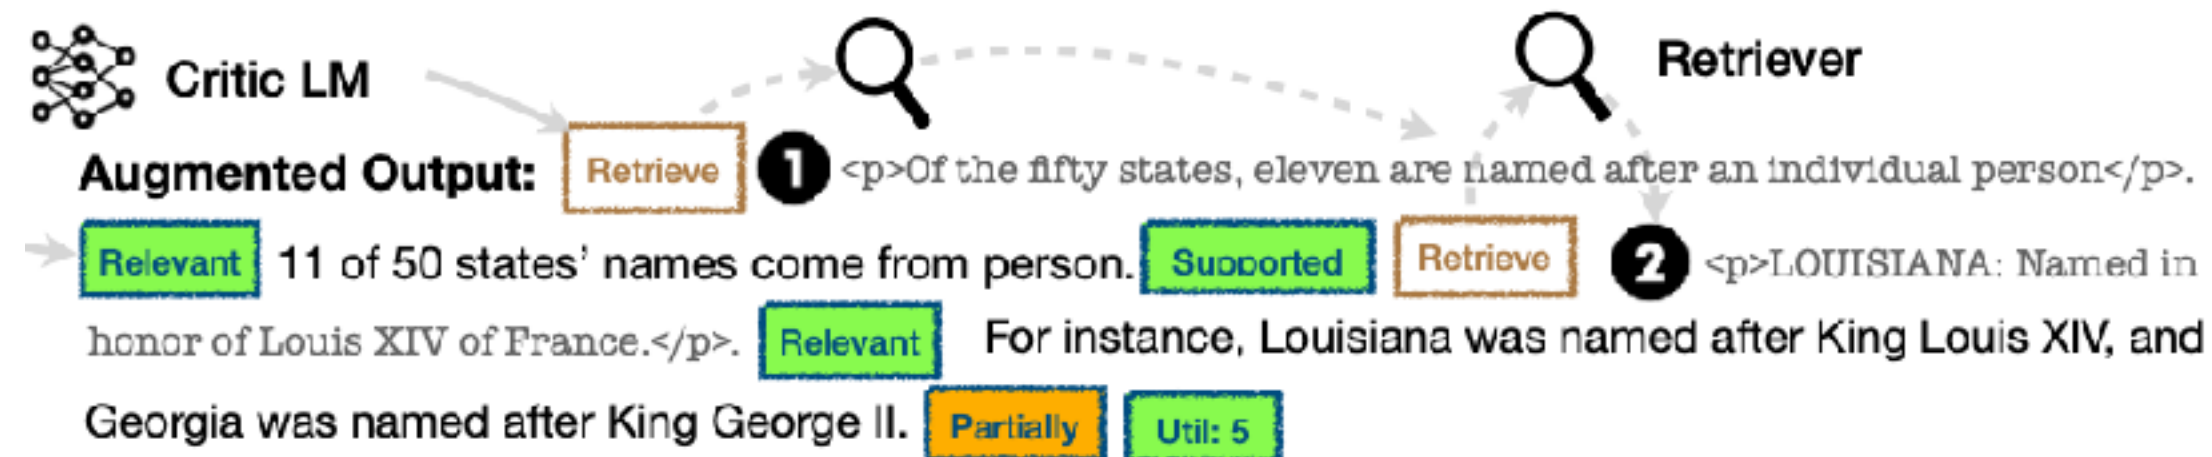 Critic LM
Retriever
Augmented Output: Retrieve 1 <p>Of the fifty states, eleven are named after an individual person</p>.
Relevant 11 of 50 states' names come from person. Supported Retrieve 2 <p>LOUISIANA: Named in
honor of Louis XIV of France.</p>. Relevant For instance, Louisiana was named after King Louis XIV, and
Georgia was named after King George II. Partially Util: 5